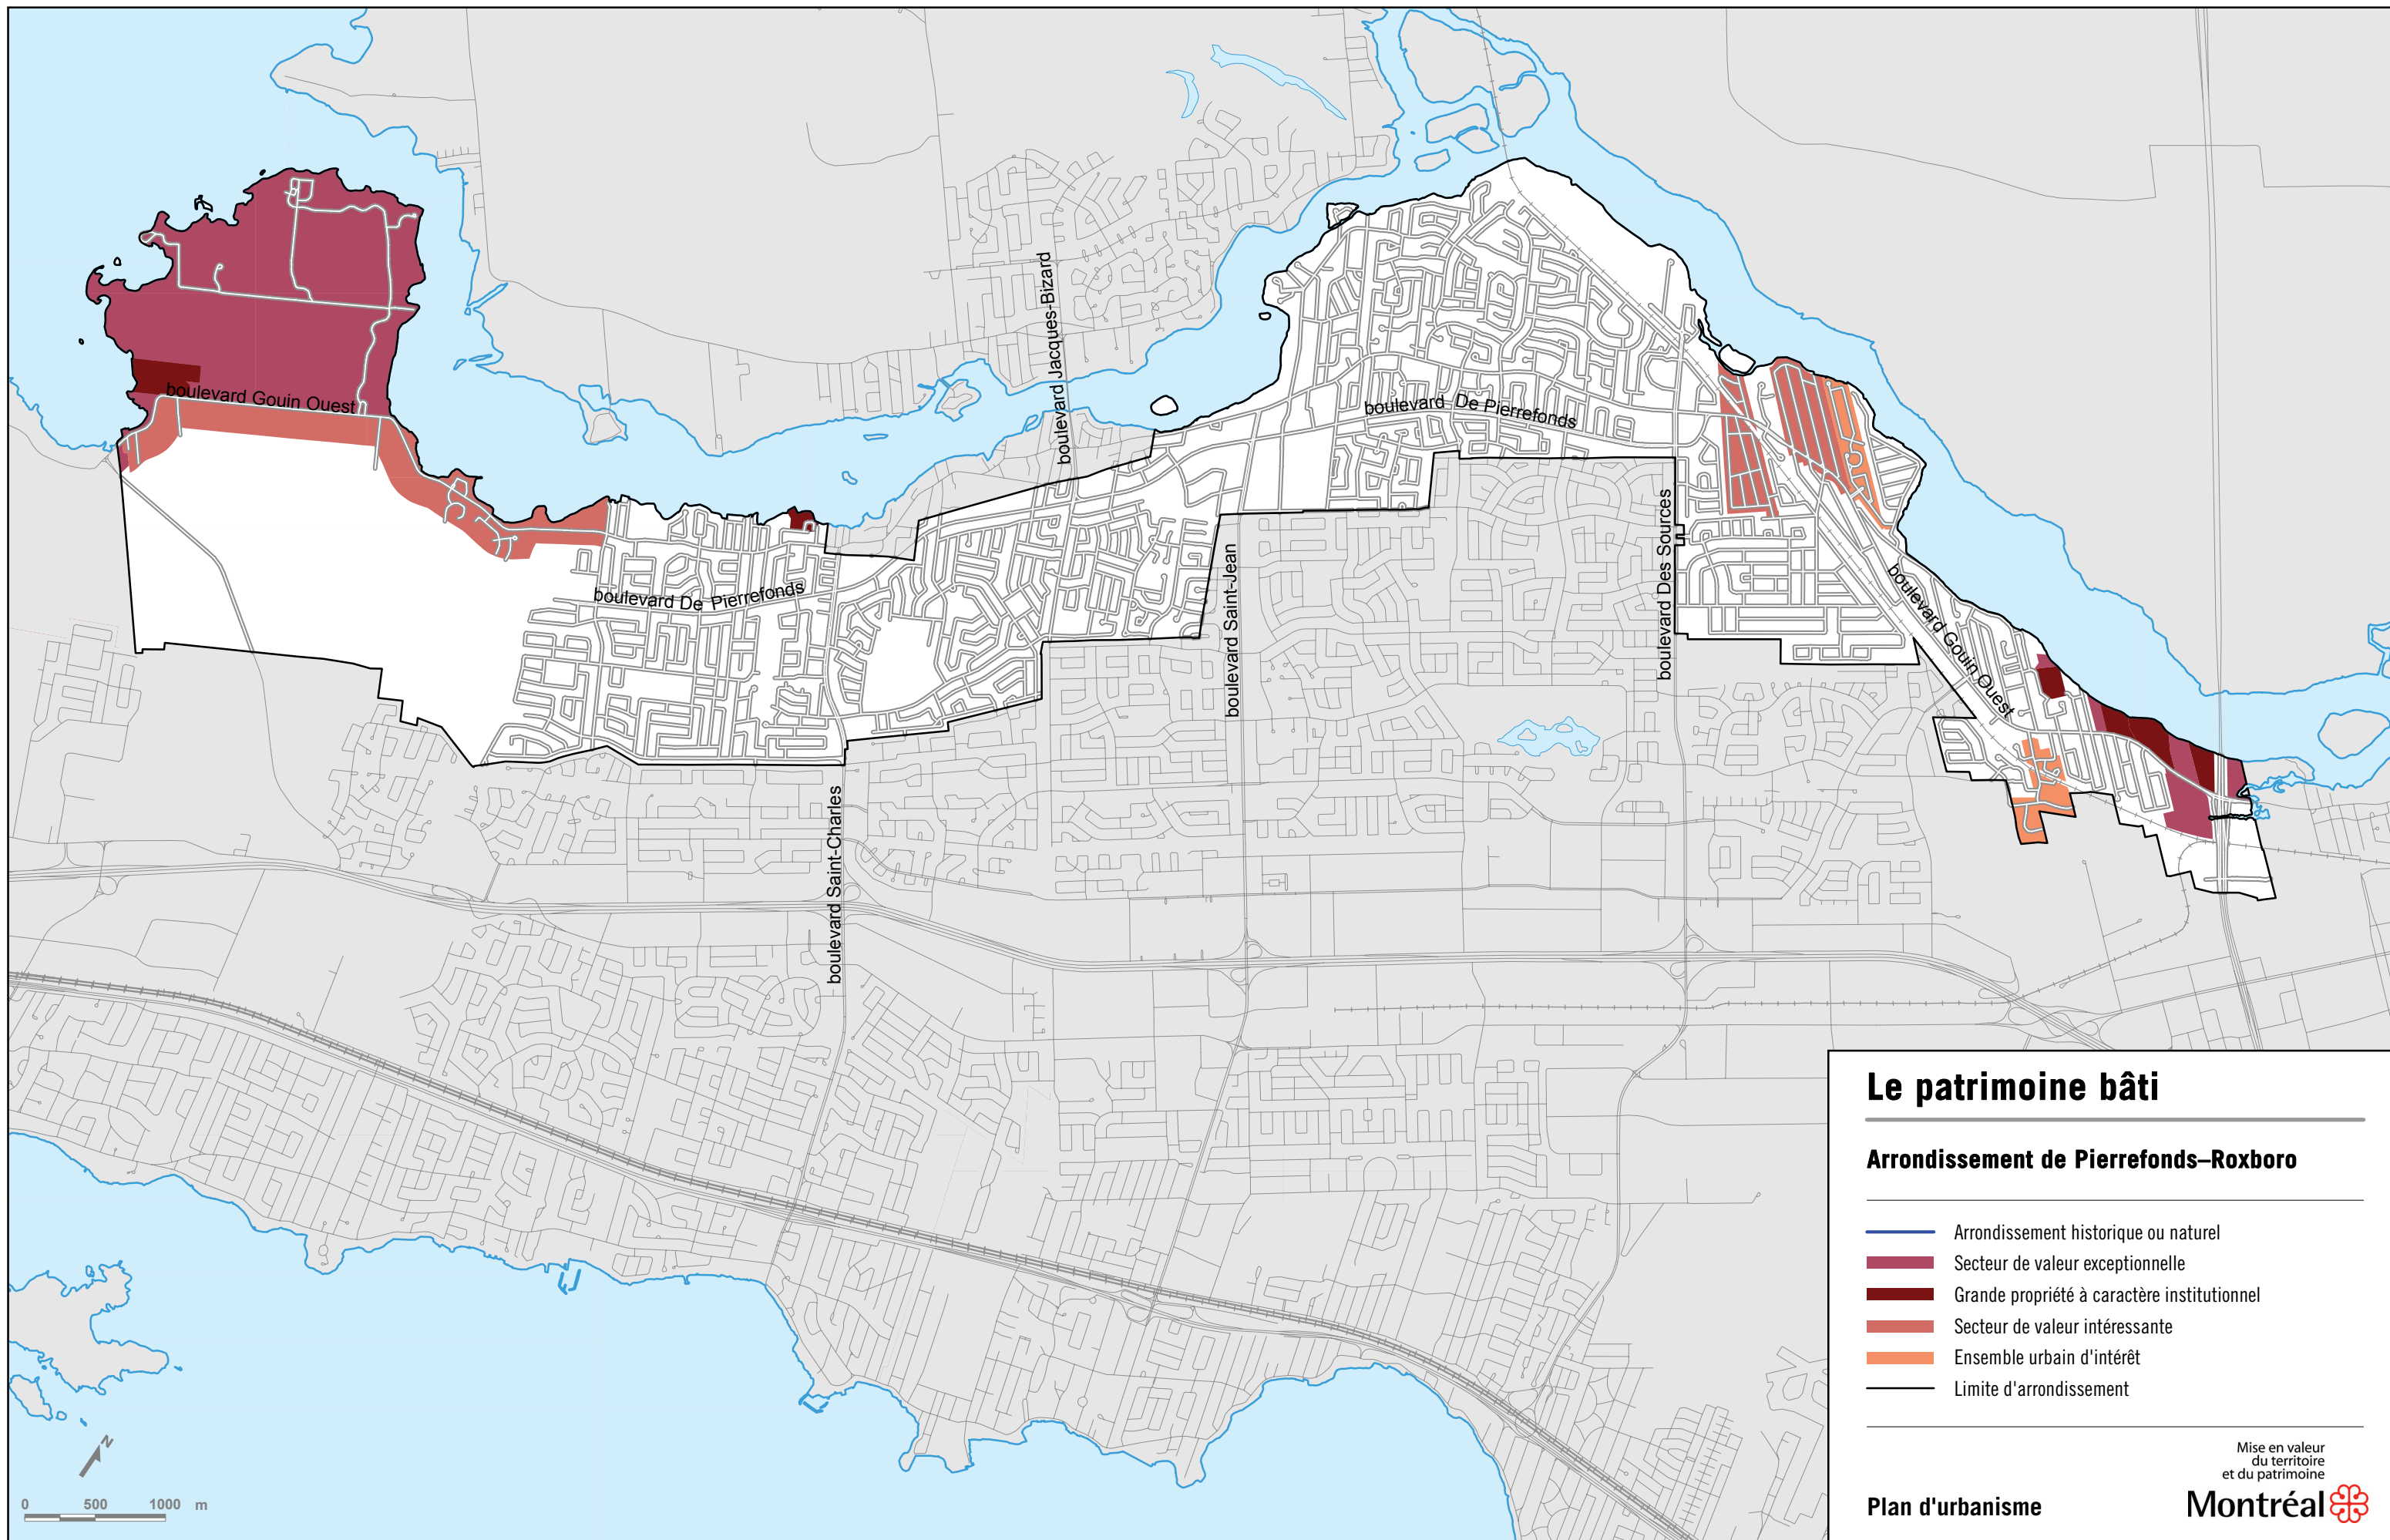 boulevard Jacques-Bizard
boulevard Gouin Ouest
boulevard De Pierrefonds
boulevard De Pierrefonds
boulevard Saint-Jean
boulevard Des Sources
boulevard Gouin Ouest
boulevard Saint-Charles
Le patrimoine bâti
Arrondissement de Pierrefonds–Roxboro
Arrondissement historique ou naturel
Secteur de valeur exceptionnelle
Grande propriété à caractère institutionnel
Secteur de valeur intéressante
Ensemble urbain d'intérêt
Limite d'arrondissement
Mise en valeur
du territoire
et du patrimoine
Plan d'urbanisme
Montréal
N
0 500 1000 m